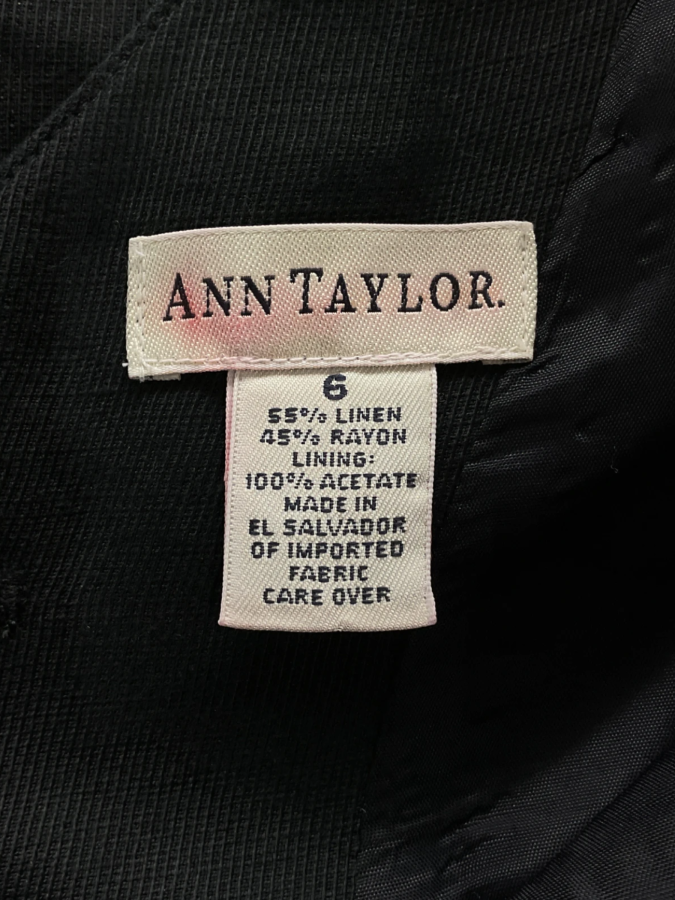 ANN TAYLOR.
6
55% LINEN
45% RAYON
LINING:
100% ACETATE
MADE IN
EL SALVADOR
OF IMPORTED
FABRIC
CARE OVER